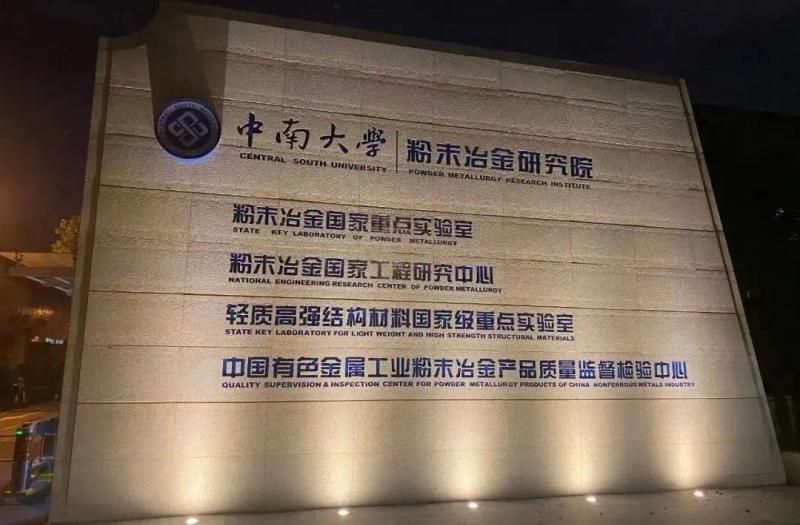 中南大学 粉末冶金研究院
CENTRAL SOUTH UNIVERSITY POWDER METALLURGY RESEARCH INSTITUTE
粉末冶金国家重点实验室
STATE KEY LABORATORY OF POWDER METALLURGY
粉末冶金国家工程研究中心
NATIONAL ENGINEERING RESEARCH CENTER OF POWDER METALLURGY
轻质高强结构材料国家级重点实验室
STATE KEY LABORATORY FOR LIGHT WEIGHT AND HIGH STRENGTH STRUCTURAL MATERIALS
中国有色金属工业粉末冶金产品质量监督检验中心
QUALITY SUPERVISION & INSPECTION CENTER FOR POWDER METALLURGY PRODUCTS OF CHINA NONFERROUS METALS INDUSTRY